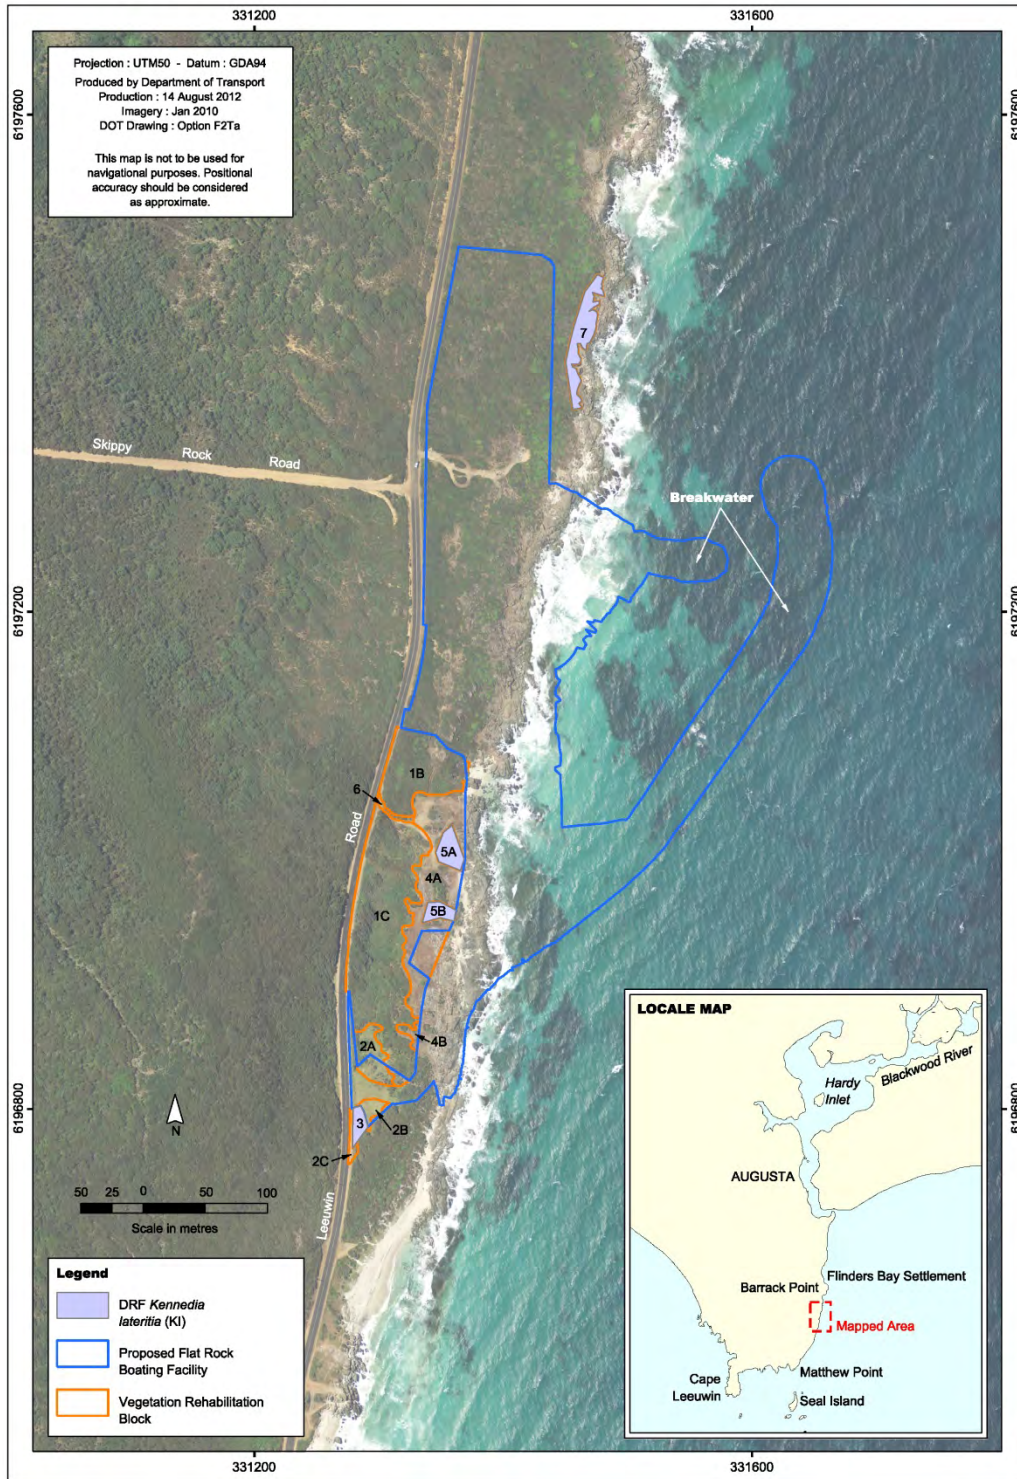 331200
331600
Projection : UTM50 - Datum : GDA94
Produced by Department of Transport
Production : 14 August 2012
Imagery : Jan 2010
DOT Drawing : Option F2Ta
This map is not to be used for
navigational purposes. Positional
accuracy should be considered
as approximate.
6197600
6197600
7
Skippy Rock Road
Breakwater
6197200
6197200
1B
6
Road
5A
4A
5B
1C
2A
4B
6196800
6196800
3
2B
2C
N
Leeuwin
50 25 0 50 100
Scale in metres
Legend
DRF Kennedia
lateritia (KI)
Proposed Flat Rock
Boating Facility
Vegetation Rehabilitation
Block
LOCALE MAP
Hardy
Inlet
Blackwood River
AUGUSTA
Flinders Bay Settlement
Barrack Point
Mapped Area
Matthew Point
Cape
Leeuwin
Seal Island
331200
331600